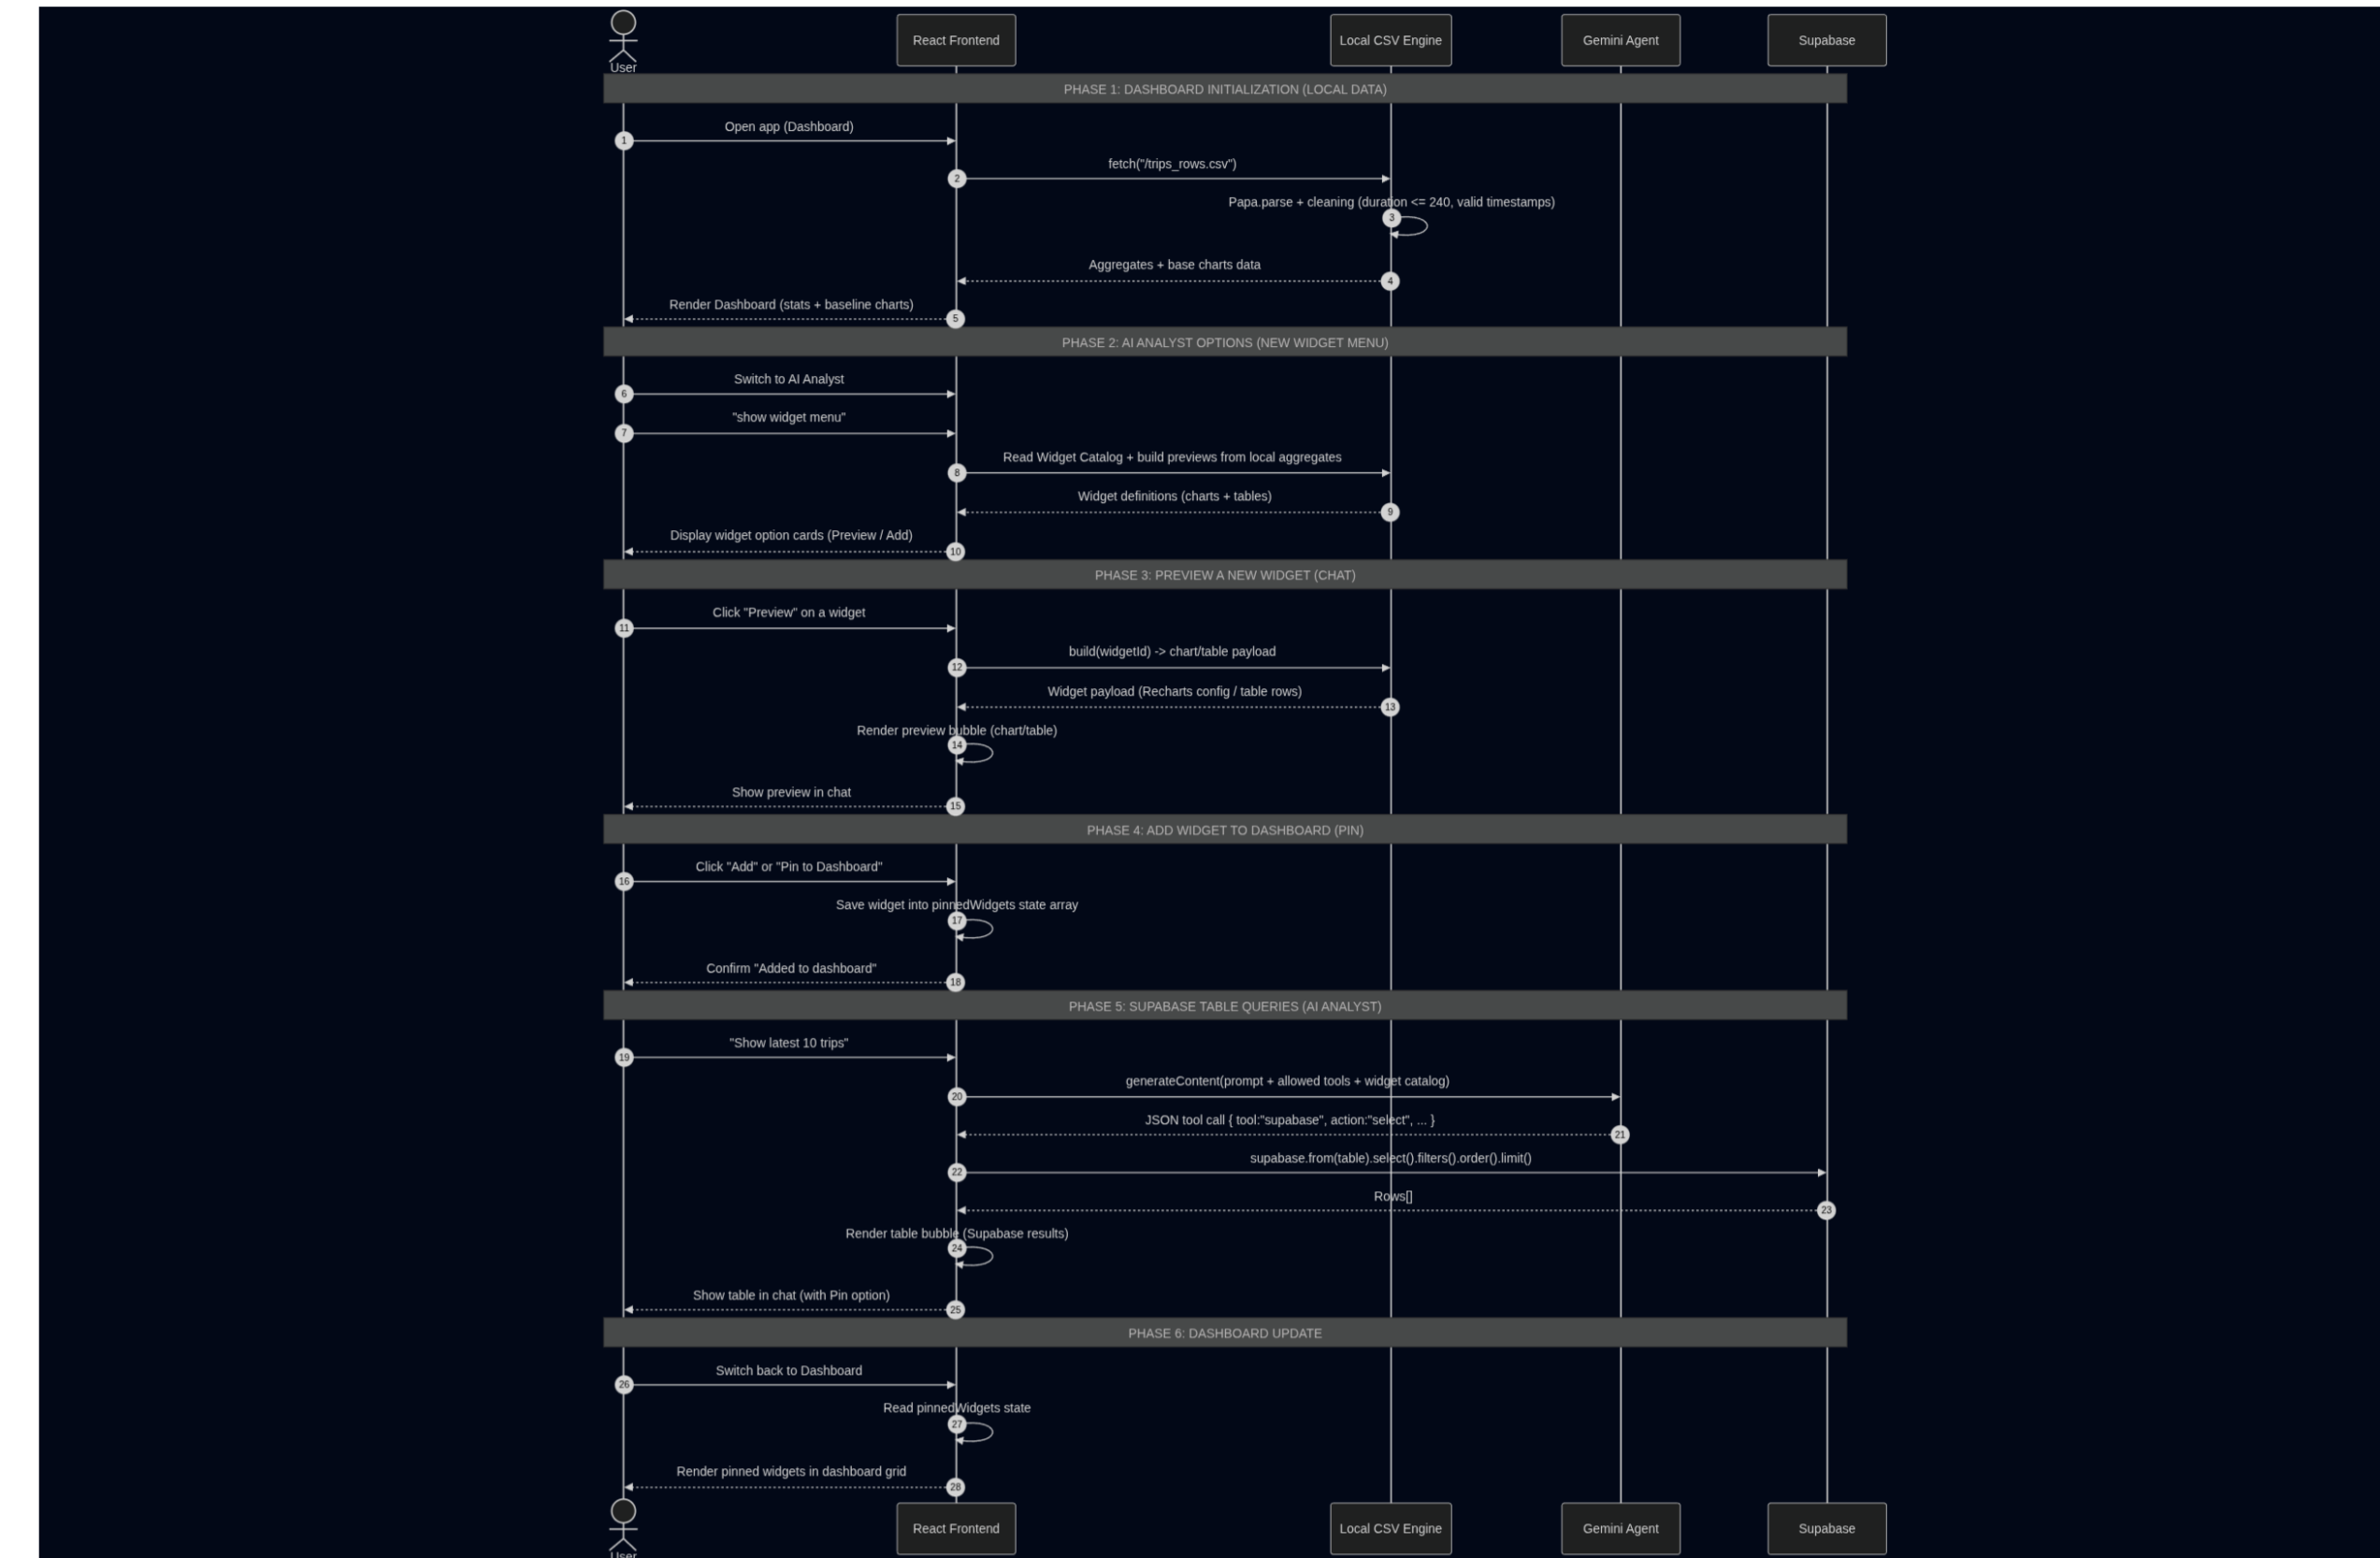 User
React Frontend
Local CSV Engine
Gemini Agent
Supabase
PHASE 1: DASHBOARD INITIALIZATION (LOCAL DATA)
Open app (Dashboard)
1
fetch("/trips_rows.csv")
2
Papa.parse + cleaning (duration <= 240, valid timestamps)
3
Aggregates + base charts data
4
Render Dashboard (stats + baseline charts)
5
PHASE 2: AI ANALYST OPTIONS (NEW WIDGET MENU)
Switch to AI Analyst
6
"show widget menu"
7
Read Widget Catalog + build previews from local aggregates
8
Widget definitions (charts + tables)
9
Display widget option cards (Preview / Add)
10
PHASE 3: PREVIEW A NEW WIDGET (CHAT)
Click "Preview" on a widget
11
build(widgetId) -> chart/table payload
12
Widget payload (Recharts config / table rows)
13
Render preview bubble (chart/table)
14
Show preview in chat
15
PHASE 4: ADD WIDGET TO DASHBOARD (PIN)
Click "Add" or "Pin to Dashboard"
16
Save widget into pinnedWidgets state array
17
Confirm "Added to dashboard"
18
PHASE 5: SUPABASE TABLE QUERIES (AI ANALYST)
"Show latest 10 trips"
19
generateContent(prompt + allowed tools + widget catalog)
20
JSON tool call { tool:"supabase", action:"select", ... }
21
supabase.from(table).select().filters().order().limit()
22
Rows[]
23
Render table bubble (Supabase results)
24
Show table in chat (with Pin option)
25
PHASE 6: DASHBOARD UPDATE
Switch back to Dashboard
26
Read pinnedWidgets state
27
Render pinned widgets in dashboard grid
28
React Frontend
Local CSV Engine
Gemini Agent
Supabase
User